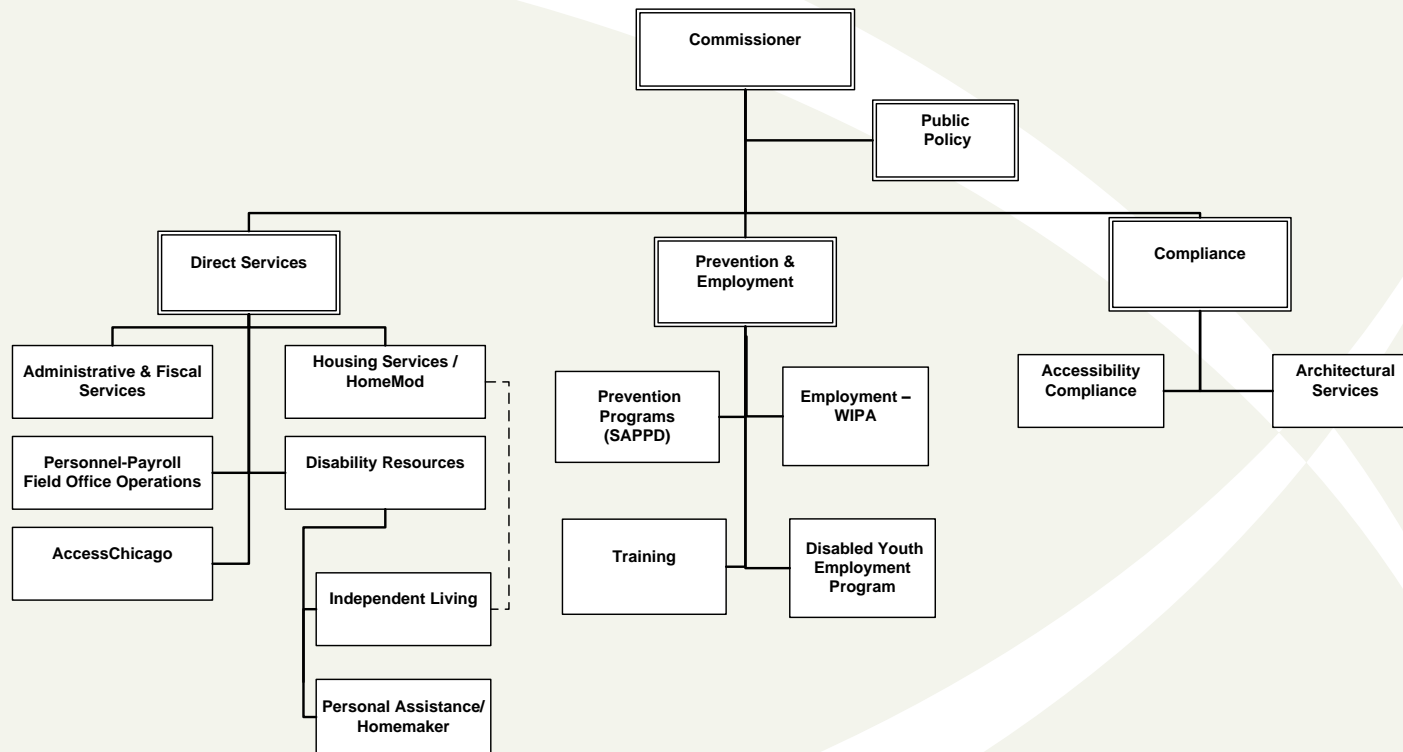 Commissioner
Public
Policy
Direct Services
Prevention &
Employment
Compliance
Administrative & Fiscal
Services
Housing Services /
HomeMod
Personnel-Payroll
Field Office Operations
Disability Resources
AccessChicago
Independent Living
Personal Assistance/
Homemaker
Prevention
Programs
(SAPPD)
Employment –
WIPA
Training
Disabled Youth
Employment
Program
Accessibility
Compliance
Architectural
Services